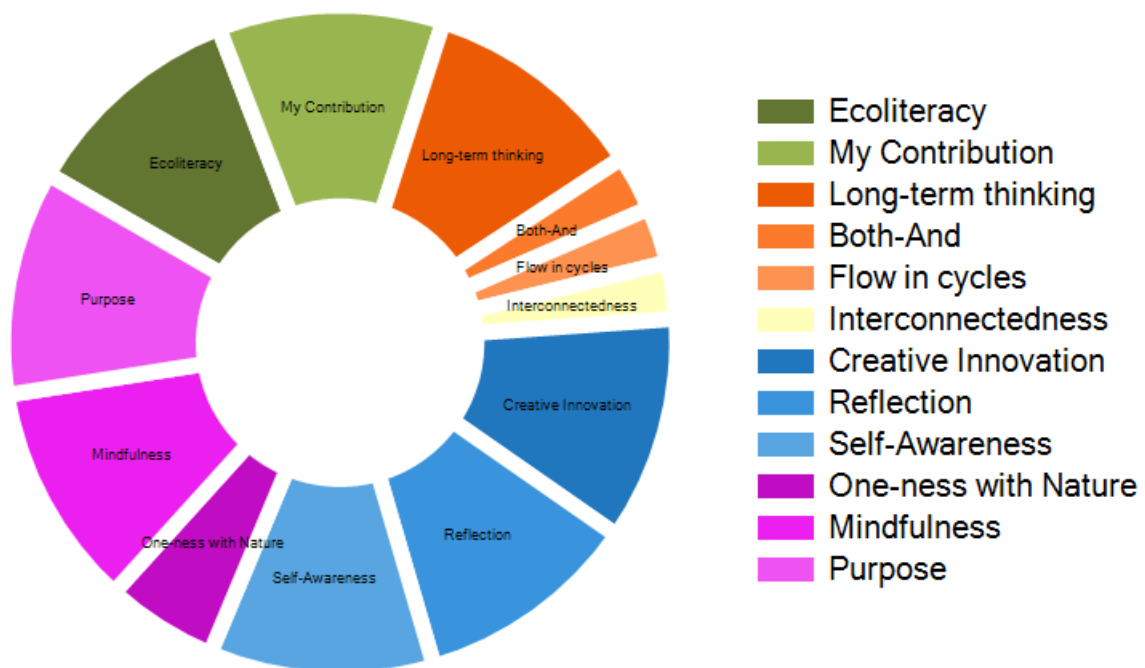 My Contribution
Ecoliteracy
Long-term thinking
Both-And
Flow in cycles
Interconnectedness
Purpose
Creative Innovation
Mindfulness
One-ness with Nature
Reflection
Self-Awareness
Ecoliteracy
My Contribution
Long-term thinking
Both-And
Flow in cycles
Interconnectedness
Creative Innovation
Reflection
Self-Awareness
One-ness with Nature
Mindfulness
Purpose